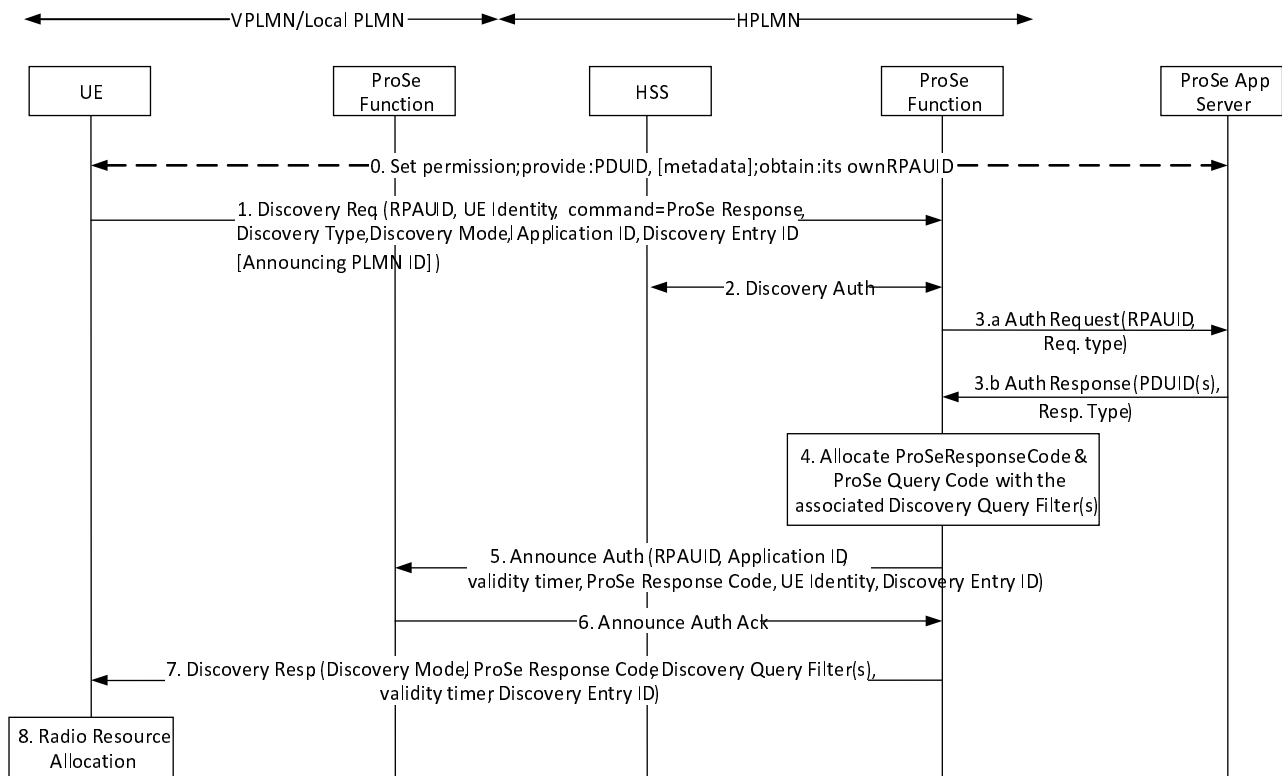 VPLMN/Local PLMN
HPLMN
UE
ProSe
Function
HSS
ProSe
Function
ProSe App
Server
0. Set permission; provide: PDUID, [metadata]; obtain: its own RPAUID
1. Discovery Req (RPAUID, UE Identity, command=ProSe Response,
Discovery Type, Discovery Mode, Application ID, Discovery Entry ID
[Announcing PLMN ID] )
2. Discovery Auth
3.a Auth Request (RPAUID,
Req. type)
3.b Auth Response (PDUID(s),
Resp. Type)
4. Allocate ProSe Response Code &
ProSe Query Code with the
associated Discovery Query Filter(s)
5. Announce Auth. (RPAUID, Application ID,
validity timer, ProSe Response Code, UE Identity, Discovery Entry ID)
6. Announce Auth Ack
7. Discovery Resp (Discovery Mode, ProSe Response Code, Discovery Query Filter(s),
validity timer, Discovery Entry ID)
8. Radio Resource
Allocation